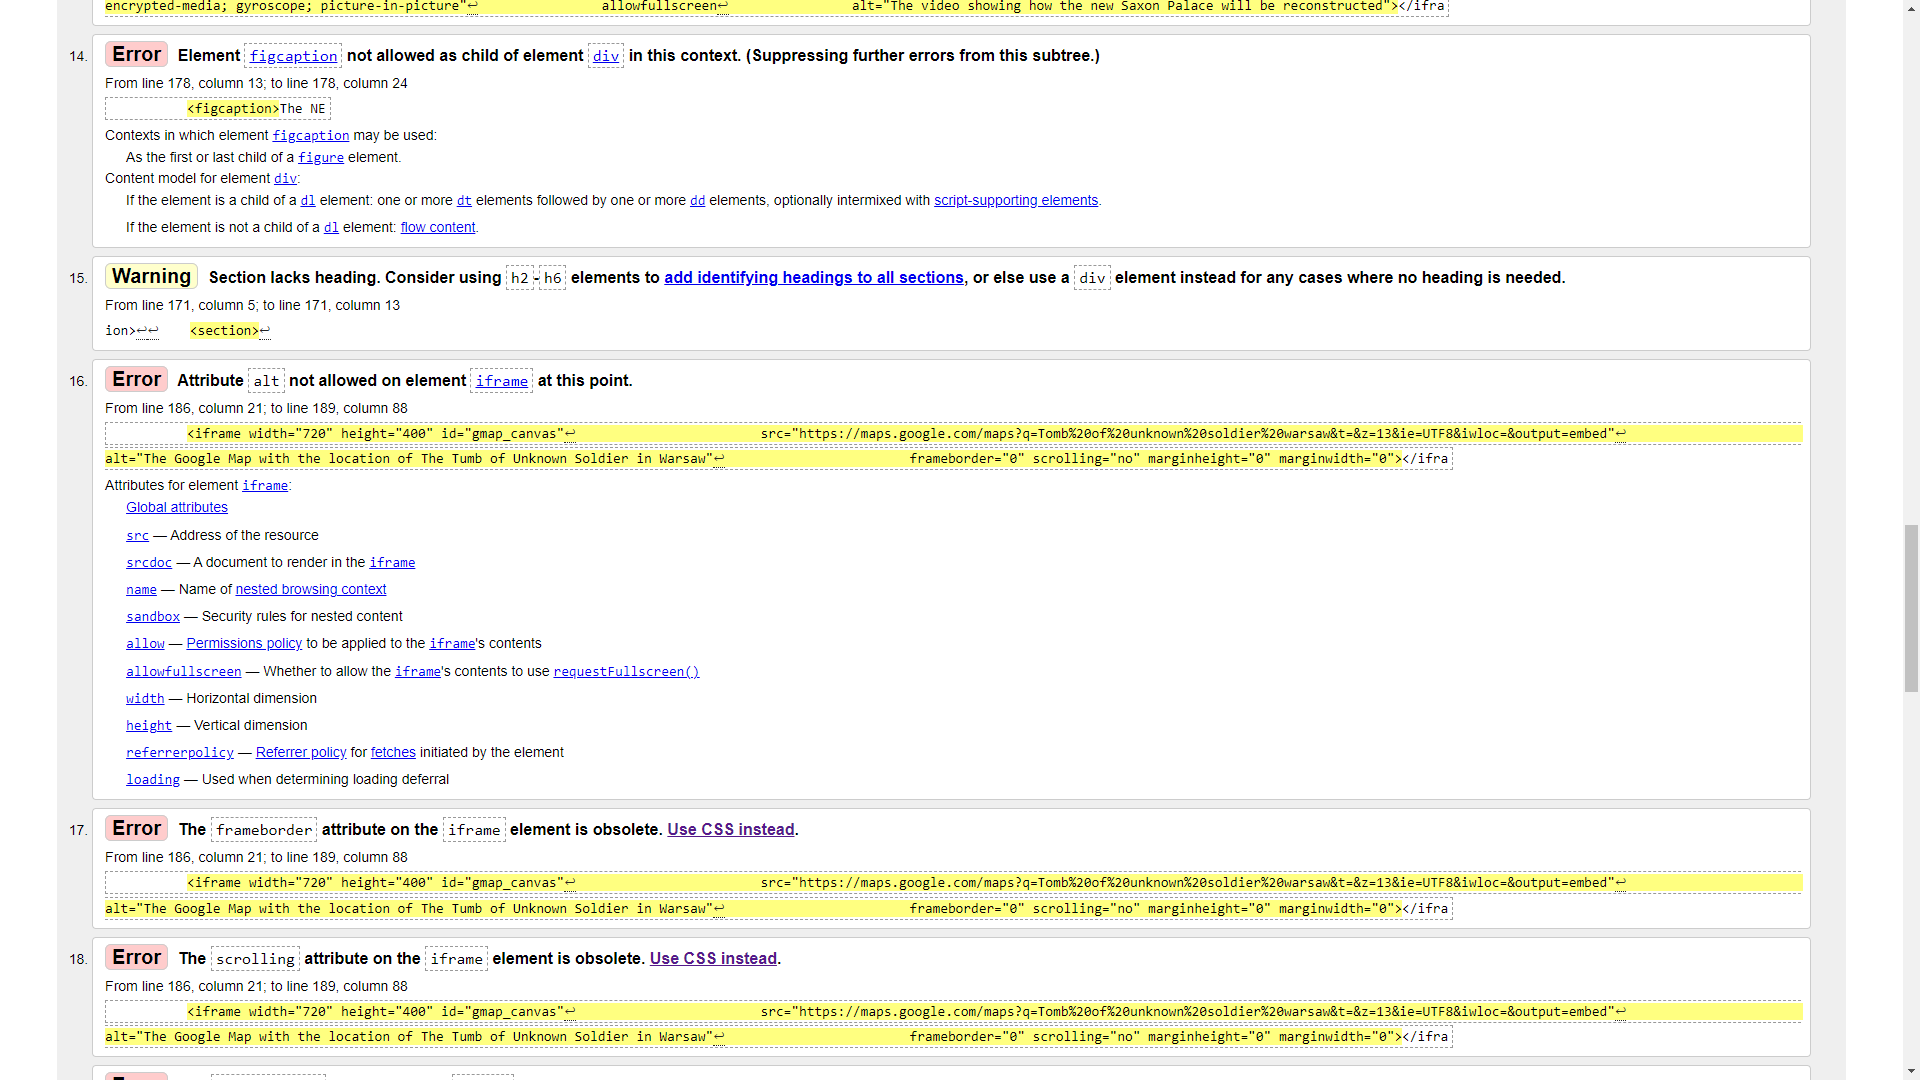 encrypted-media; gyroscope; picture-in-picture"↩ allowfullscreen↩ alt="The video showing how the new Saxon Palace will be reconstructed"></ifra
14. Error Element figcaption not allowed as child of element div in this context. (Suppressing further errors from this subtree.)
From line 178, column 13; to line 178, column 24
<figcaption>The NE
Contexts in which element figcaption may be used:
As the first or last child of a figure element.
Content model for element div:
If the element is a child of a dl element: one or more dt elements followed by one or more dd elements, optionally intermixed with script-supporting elements.
If the element is not a child of a dl element: flow content.
15. Warning Section lacks heading. Consider using h2-h6 elements to add identifying headings to all sections, or else use a div element instead for any cases where no heading is needed.
From line 171, column 5; to line 171, column 13
ion>↩↩ <section>↩
16. Error Attribute alt not allowed on element iframe at this point.
From line 186, column 21; to line 189, column 88
<iframe width="720" height="400" id="gmap_canvas"↩ src="https://maps.google.com/maps?q=Tomb%20of%20unknown%20soldier%20warsaw&t=&z=13&ie=UTF8&iwloc=&output=embed"↩
alt="The Google Map with the location of The Tumb of Unknown Soldier in Warsaw"↩ frameborder="0" scrolling="no" marginheight="0" marginwidth="0"></ifra
Attributes for element iframe:
Global attributes
src — Address of the resource
srcdoc — A document to render in the iframe
name — Name of nested browsing context
sandbox — Security rules for nested content
allow — Permissions policy to be applied to the iframe's contents
allowfullscreen — Whether to allow the iframe's contents to use requestFullscreen()
width — Horizontal dimension
height — Vertical dimension
referrerpolicy — Referrer policy for fetches initiated by the element
loading — Used when determining loading deferral
17. Error The frameborder attribute on the iframe element is obsolete. Use CSS instead.
From line 186, column 21; to line 189, column 88
<iframe width="720" height="400" id="gmap_canvas"↩ src="https://maps.google.com/maps?q=Tomb%20of%20unknown%20soldier%20warsaw&t=&z=13&ie=UTF8&iwloc=&output=embed"↩
alt="The Google Map with the location of The Tumb of Unknown Soldier in Warsaw"↩ frameborder="0" scrolling="no" marginheight="0" marginwidth="0"></ifra
18. Error The scrolling attribute on the iframe element is obsolete. Use CSS instead.
From line 186, column 21; to line 189, column 88
<iframe width="720" height="400" id="gmap_canvas"↩ src="https://maps.google.com/maps?q=Tomb%20of%20unknown%20soldier%20warsaw&t=&z=13&ie=UTF8&iwloc=&output=embed"↩
alt="The Google Map with the location of The Tumb of Unknown Soldier in Warsaw"↩ frameborder="0" scrolling="no" marginheight="0" marginwidth="0"></ifra